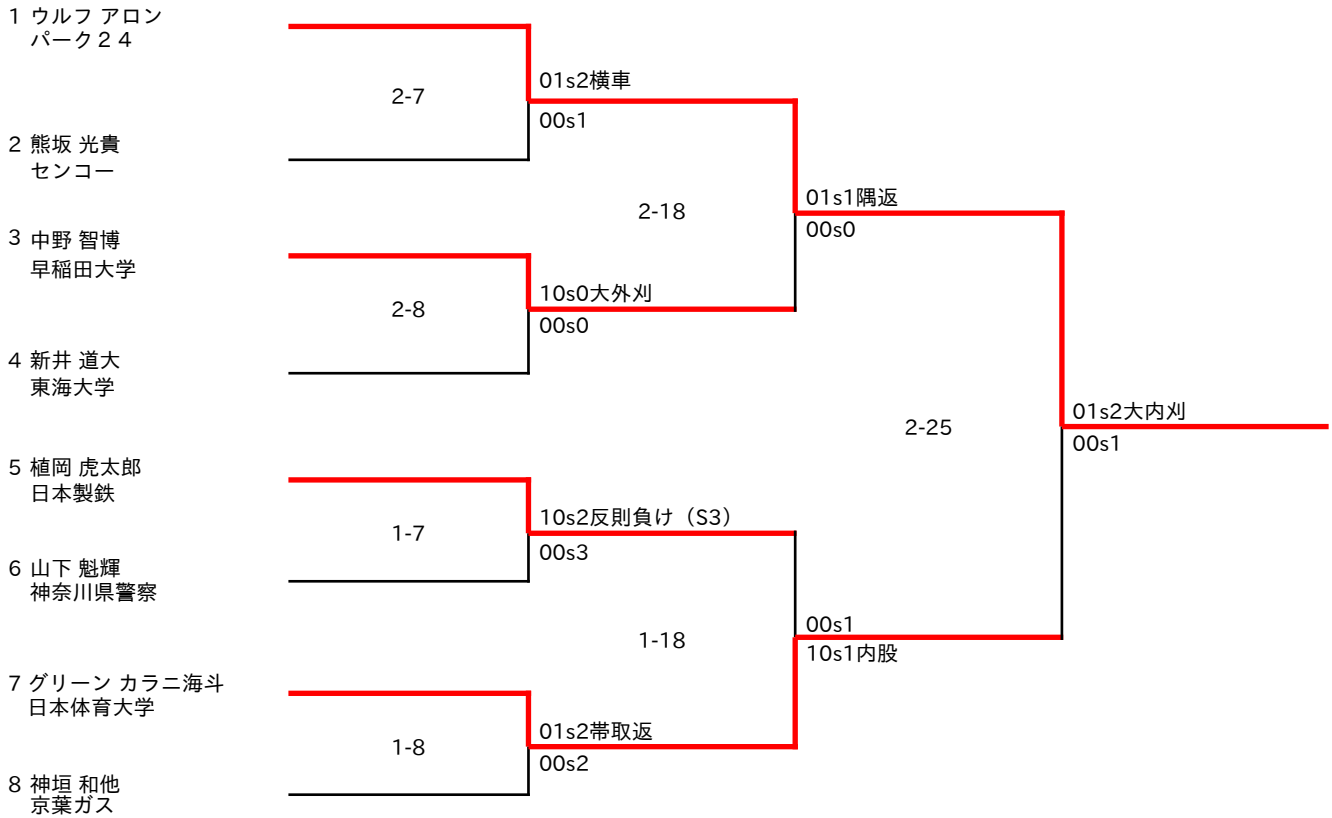 1 ウルフ アロン
パーク２４
01s2横車
2-7
00s1
2 熊坂 光貴
センコー
01s1隅返
2-18
00s0
3 中野 智博
早稲田大学
10s0大外刈
2-8
00s0
4 新井 道大
東海大学
01s2大内刈
2-25
00s1
5 植岡 虎太郎
日本製鉄
10s2反則負け（S3）
1-7
00s3
6 山下 魁輝
神奈川県警察
00s1
1-18
10s1内股
7 グリーン カラニ海斗
日本体育大学
01s2帯取返
1-8
00s2
8 神垣 和他
京葉ガス